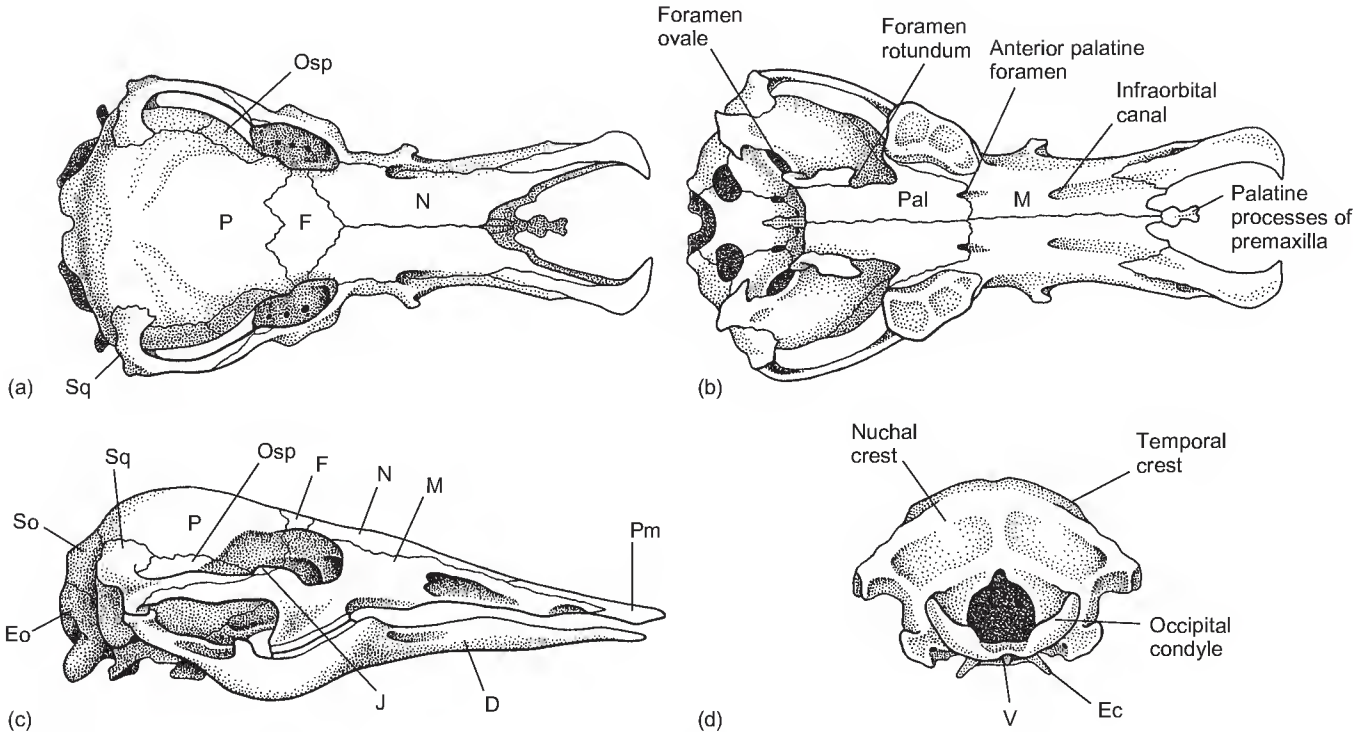 Osp
P
F
N
Sq
(a)
Foramen
ovale
Foramen
rotundum
Anterior palatine
foramen
Infraorbital
canal
Pal
M
Palatine
processes of
premaxilla
(b)
Sq
Osp
F
N
M
So
P
Pm
Eo
J
D
(c)
Nuchal
crest
Temporal
crest
Occipital
condyle
Ec
V
(d)